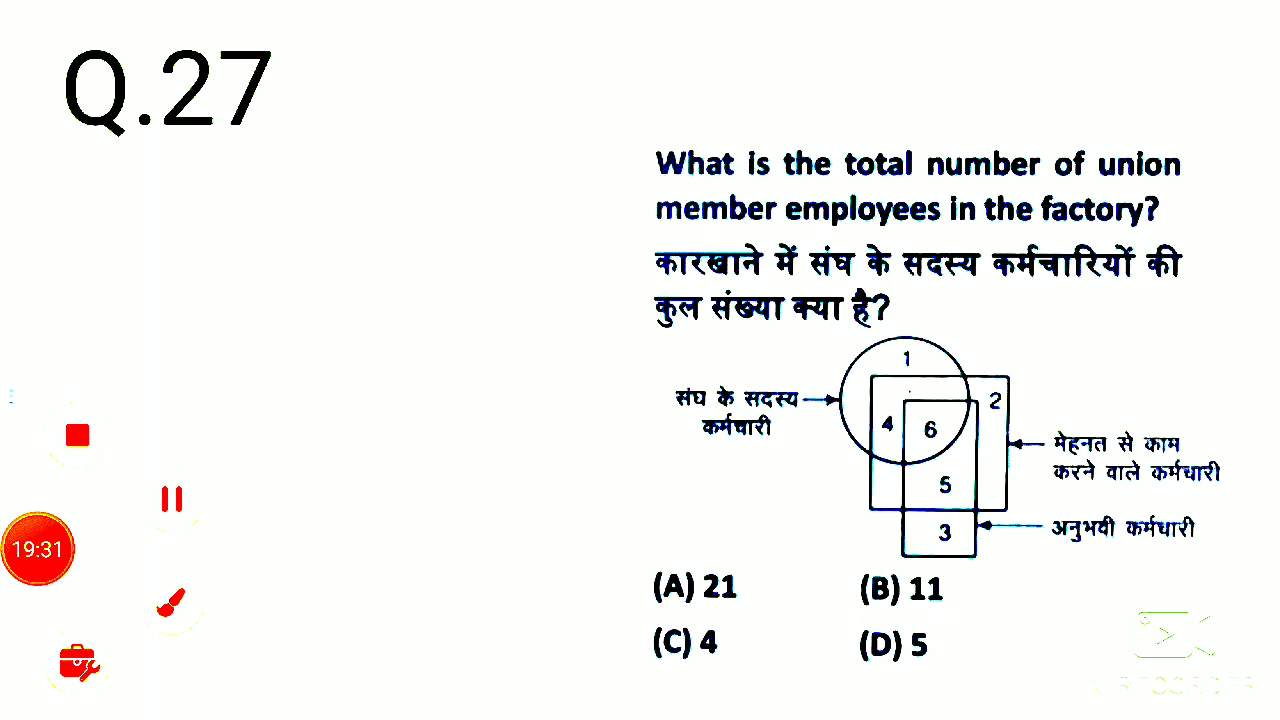 Q.27
What is the total number of union
member employees in the factory?
कारखाने में संघ के सदस्य कर्मचारियों की
कुल संख्या क्या है?
1
संघ के सदस्य
कर्मचारी
2
4
6
मेहनत से काम
करने वाले कर्मचारी
5
अनुभवी कर्मचारी
3
19:31
(A) 21
(B) 11
(C) 4
(D) 5